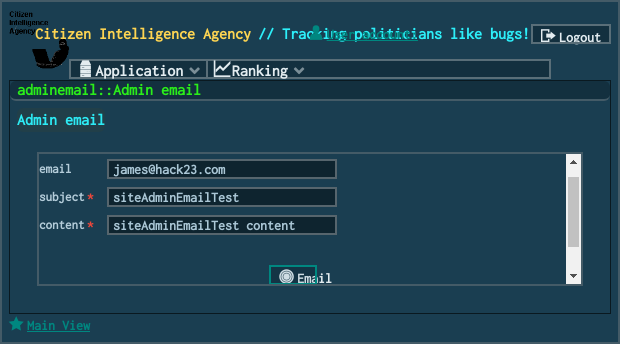 Citizen
Intelligence
Agency
Citizen Intelligence Agency // Tracking politicians like bugs!
Logout
Application
Ranking
adminemail::Admin email
Admin email
email
james@hack23.com
subject*
siteAdminEmailTest
content*
siteAdminEmailTest content
Email
Main View